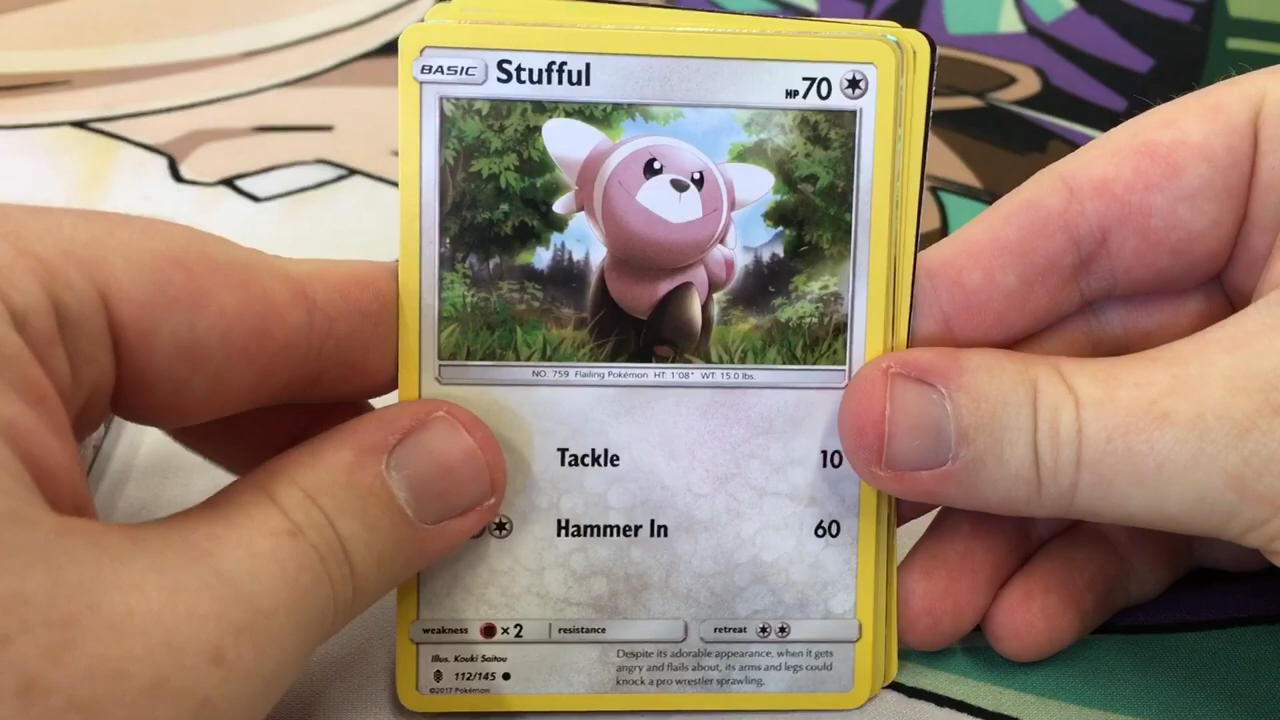 BASIC Stufful HP 70
NO. 759 Flailing Pokémon HT: 1'08" WT: 15.0 lbs.
Tackle 10
Hammer In 60
weakness ×2 resistance retreat
Illus. Kouki Saitou
112/145
©2017 Pokémon
Despite its adorable appearance, when it gets
angry and flails about, its arms and legs could
knock a pro wrestler sprawling.